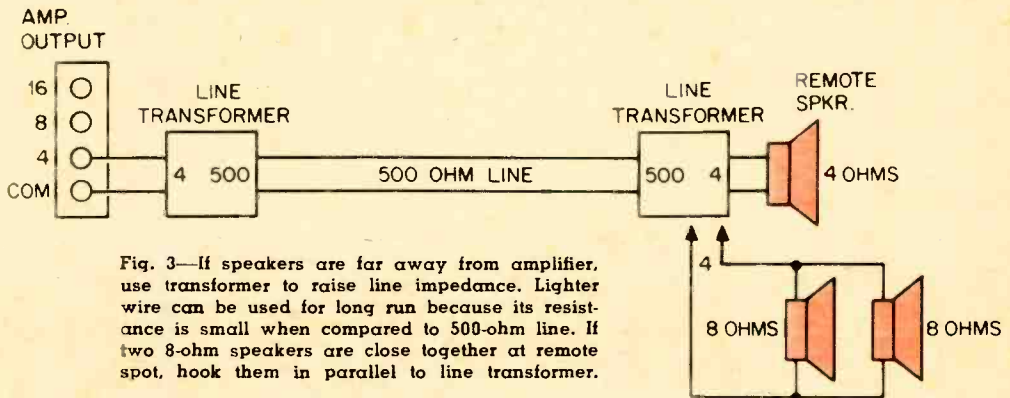 AMP.
OUTPUT
16
8
4
COM
LINE
TRANSFORMER
4 500
500 OHM LINE
LINE
TRANSFORMER
500 4
REMOTE
SPKR.
4 OHMS
4
8 OHMS
8 OHMS
Fig. 3—If speakers are far away from amplifier,
use transformer to raise line impedance. Lighter
wire can be used for long run because its resist-
ance is small when compared to 500-ohm line. If
two 8-ohm speakers are close together at remote
spot, hook them in parallel to line transformer.